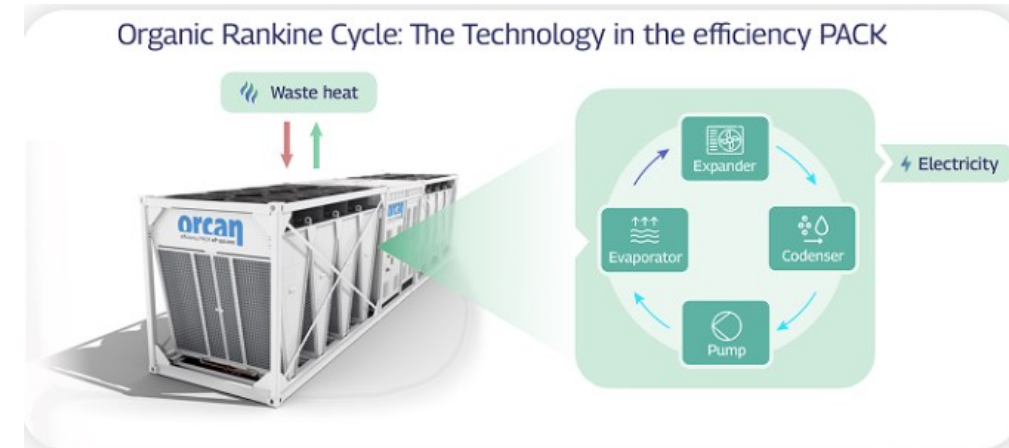 Organic Rankine Cycle: The Technology in the efficiency PACK
Waste heat
Expander
Electricity
orcan
Evaporator
Codenser
Pump